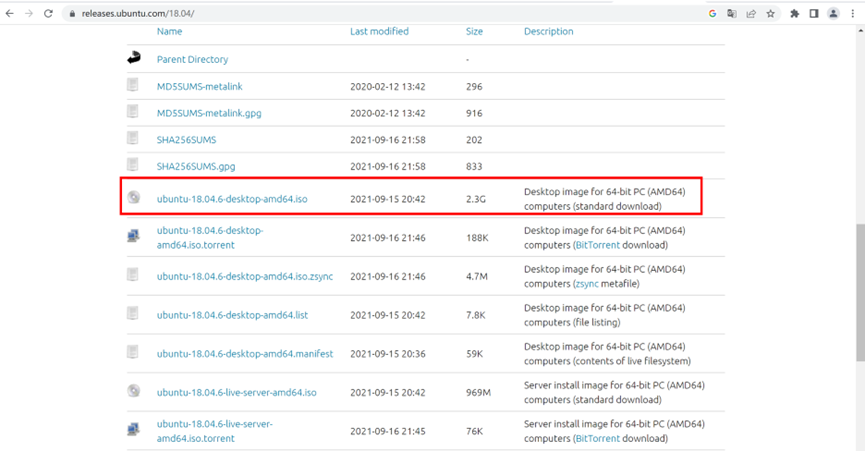 releases.ubuntu.com/18.04/
Name Last modified Size Description
Parent Directory -
MD5SUMS-metalink 2020-02-12 13:42 296
MD5SUMS-metalink.gpg 2020-02-12 13:42 916
SHA256SUMS 2021-09-16 21:58 202
SHA256SUMS.gpg 2021-09-16 21:58 833
ubuntu-18.04.6-desktop-amd64.iso 2021-09-15 20:42 2.3G Desktop image for 64-bit PC (AMD64)
computers (standard download)
ubuntu-18.04.6-desktop- 2021-09-16 21:46 188K Desktop image for 64-bit PC (AMD64)
amd64.iso.torrent computers (BitTorrent download)
ubuntu-18.04.6-desktop-amd64.iso.zsync 2021-09-16 21:46 4.7M Desktop image for 64-bit PC (AMD64)
computers (zsync metafile)
ubuntu-18.04.6-desktop-amd64.list 2021-09-15 20:42 7.8K Desktop image for 64-bit PC (AMD64)
computers (file listing)
ubuntu-18.04.6-desktop-amd64.manifest 2021-09-15 20:36 59K Desktop image for 64-bit PC (AMD64)
computers (contents of live filesystem)
ubuntu-18.04.6-live-server-amd64.iso 2021-09-15 20:42 969M Server install image for 64-bit PC (AMD64)
computers (standard download)
ubuntu-18.04.6-live-server- 2021-09-16 21:45 76K Server install image for 64-bit PC (AMD64)
amd64.iso.torrent computers (BitTorrent download)